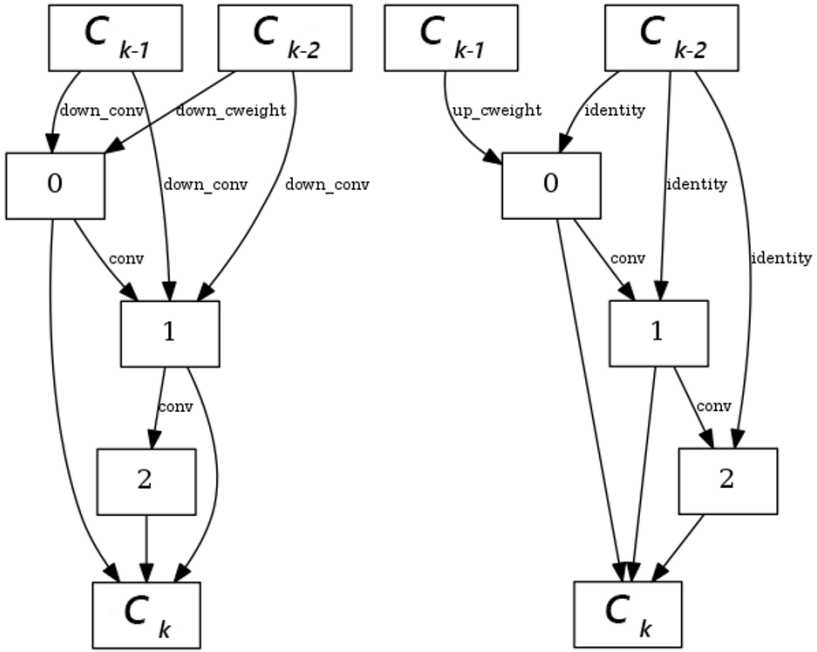 C k-1 C k-2 C k-1 C k-2
down_conv down_cweight up_cweight identity
0 down_conv down_conv 0 identity
conv conv identity
1 1
conv conv
2 2
C k C k